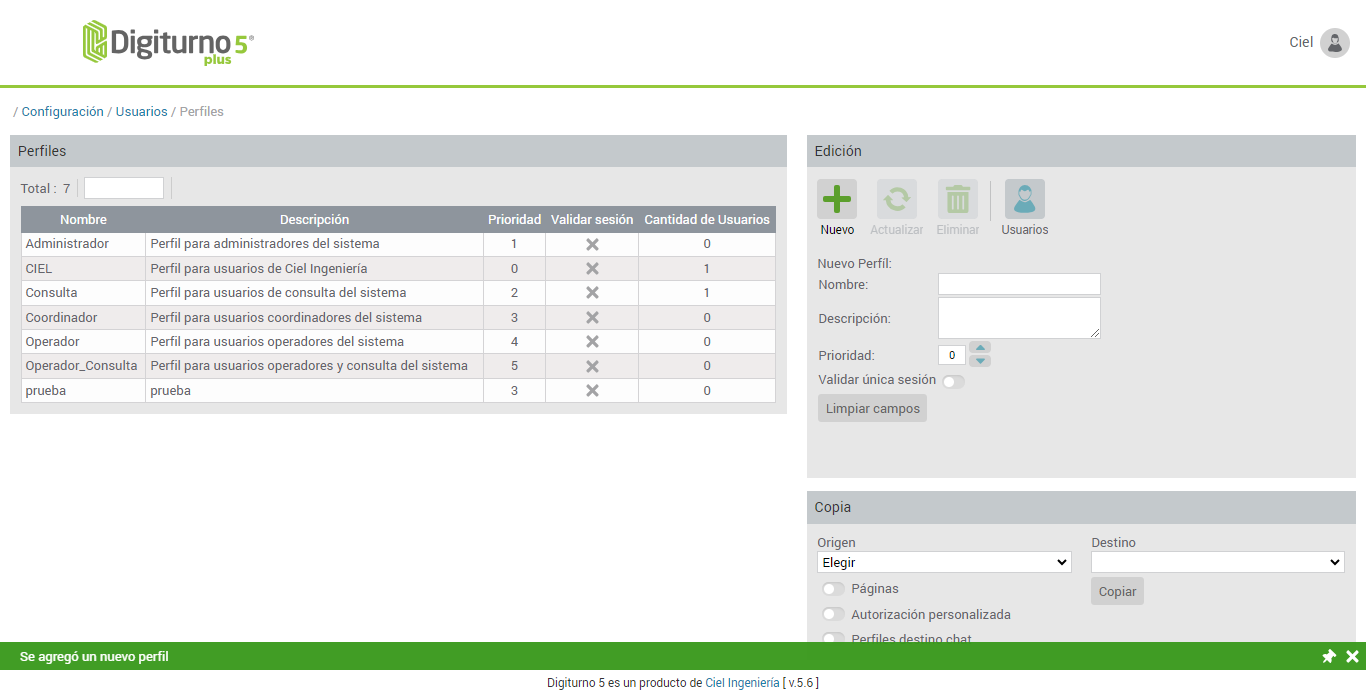 Digiturno 5®
plus
Ciel
/ Configuración / Usuarios / Perfiles
Perfiles
Total : 7
Nombre Descripción Prioridad Validar sesión Cantidad de Usuarios
Administrador Perfil para administradores del sistema 1 0
CIEL Perfil para usuarios de Ciel Ingeniería 0 1
Consulta Perfil para usuarios de consulta del sistema 2 1
Coordinador Perfil para usuarios coordinadores del sistema 3 0
Operador Perfil para usuarios operadores del sistema 4 0
Operador_Consulta Perfil para usuarios operadores y consulta del sistema 5 0
prueba prueba 3 0
Edición
Nuevo Actualizar Eliminar Usuarios
Nuevo Perfíl:
Nombre:
Descripción:
Prioridad: 0
Validar única sesión
Limpiar campos
Copia
Origen Destino
Elegir
Páginas Copiar
Autorización personalizada
Perfiles destino chat
Se agregó un nuevo perfil
Digiturno 5 es un producto de Ciel Ingeniería [ v.5.6 ]